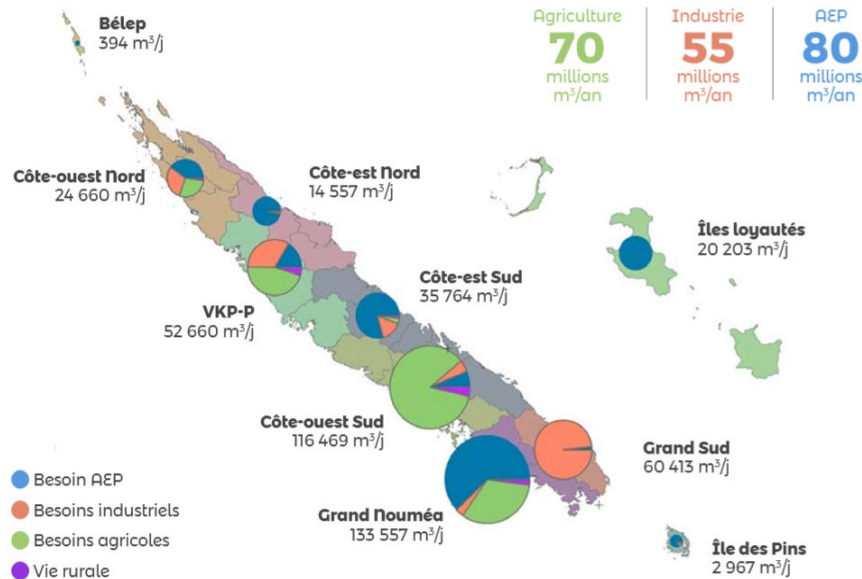 Agriculture
70
millions
m³/an
Industrie
55
millions
m³/an
AEP
80
millions
m³/an
Bélep
394 m³/j
Côte-ouest Nord
24 660 m³/j
Côte-est Nord
14 557 m³/j
Îles loyautés
20 203 m³/j
Côte-est Sud
35 764 m³/j
VKP-P
52 660 m³/j
Côte-ouest Sud
116 469 m³/j
Grand Sud
60 413 m³/j
Grand Nouméa
133 557 m³/j
Île des Pins
2 967 m³/j
Besoin AEP
Besoins industriels
Besoins agricoles
Vie rurale